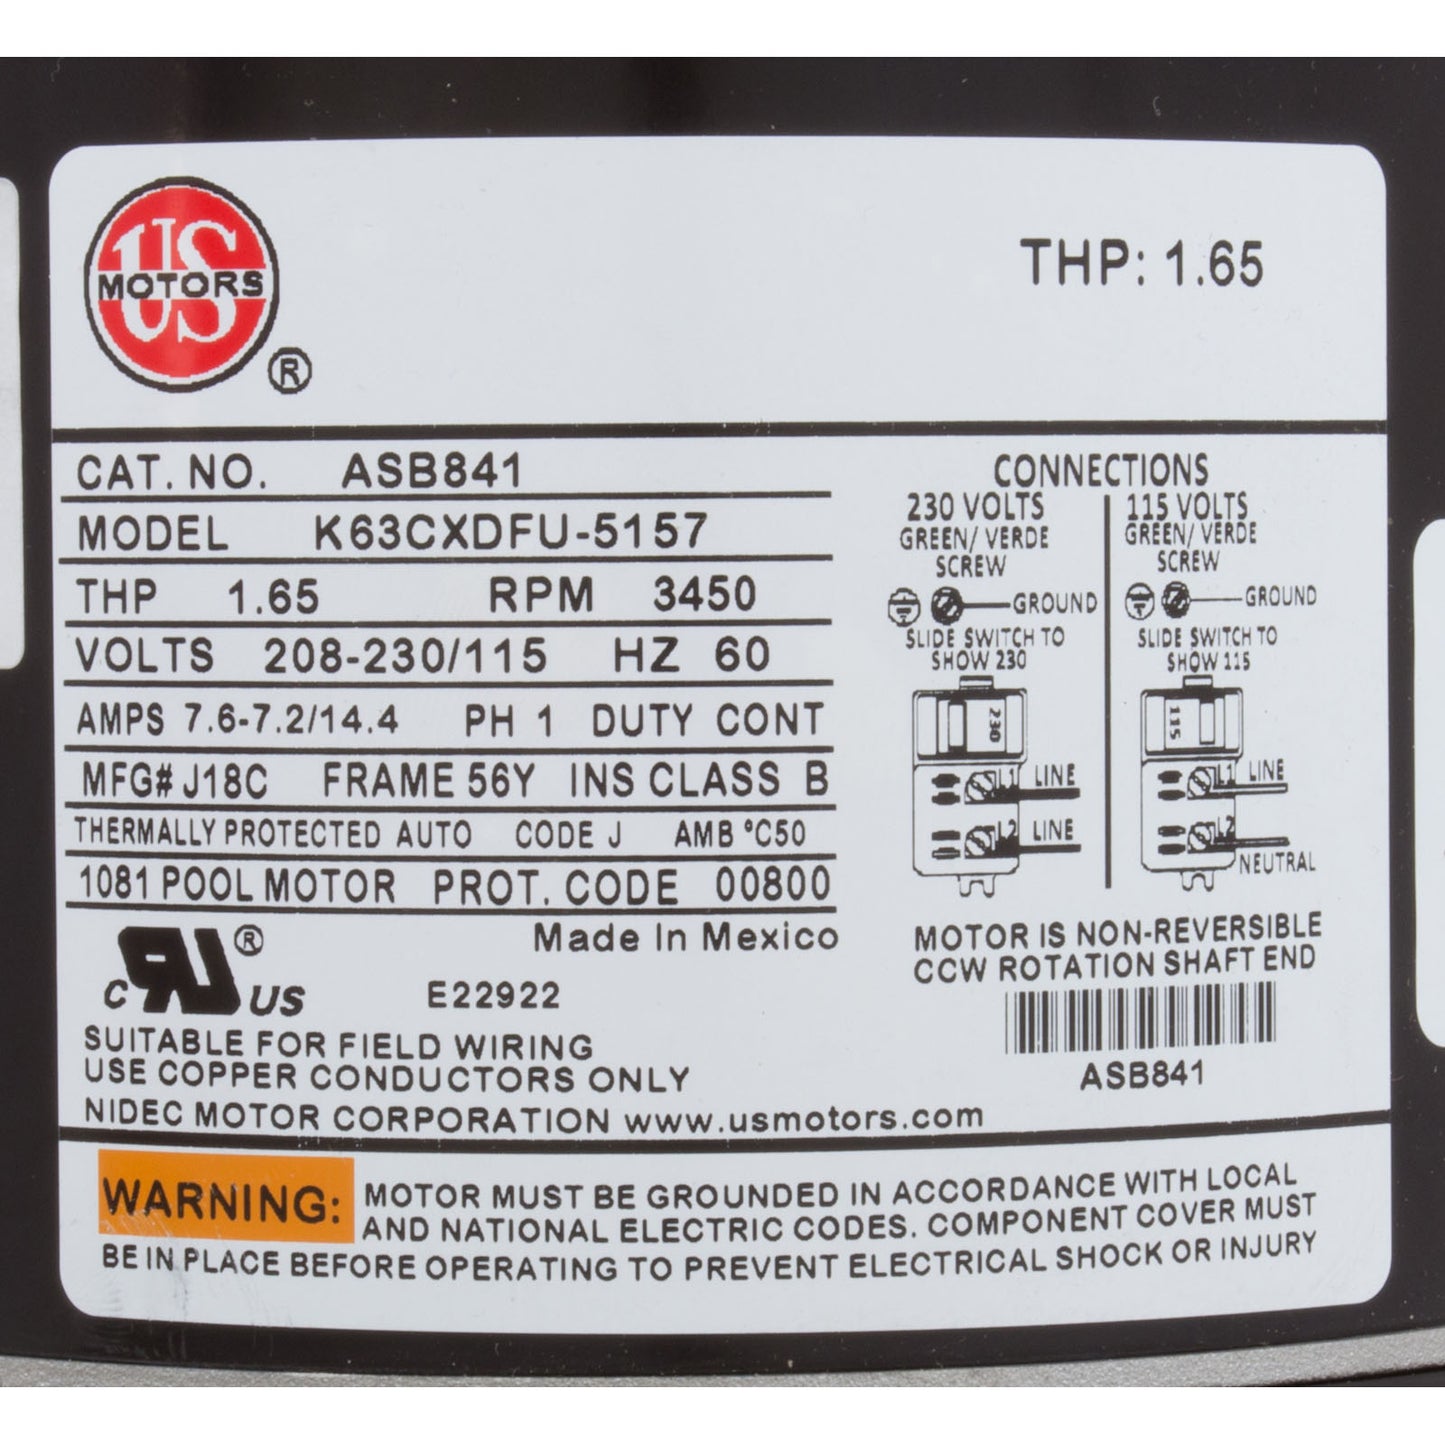 US
MOTORS
®
THP: 1.65
CAT. NO. ASB841
MODEL K63CXDFU-5157
THP 1.65 RPM 3450
VOLTS 208-230/115 HZ 60
AMPS 7.6-7.2/14.4 PH 1 DUTY CONT
MFG# J18C FRAME 56Y INS CLASS B
THERMALLY PROTECTED AUTO CODE J AMB °C50
1081 POOL MOTOR PROT. CODE 00800
Made In Mexico
c RU ® US E22922
SUITABLE FOR FIELD WIRING
USE COPPER CONDUCTORS ONLY
NIDEC MOTOR CORPORATION www.usmotors.com
CONNECTIONS
230 VOLTS
GREEN/ VERDE
SCREW
GROUND
SLIDE SWITCH TO
SHOW 230
230
L1 LINE
L2 LINE
115 VOLTS
GREEN/ VERDE
SCREW
GROUND
SLIDE SWITCH TO
SHOW 115
115
L1 LINE
L2
NEUTRAL
MOTOR IS NON-REVERSIBLE
CCW ROTATION SHAFT END
ASB841
WARNING: MOTOR MUST BE GROUNDED IN ACCORDANCE WITH LOCAL
AND NATIONAL ELECTRIC CODES. COMPONENT COVER MUST
BE IN PLACE BEFORE OPERATING TO PREVENT ELECTRICAL SHOCK OR INJURY